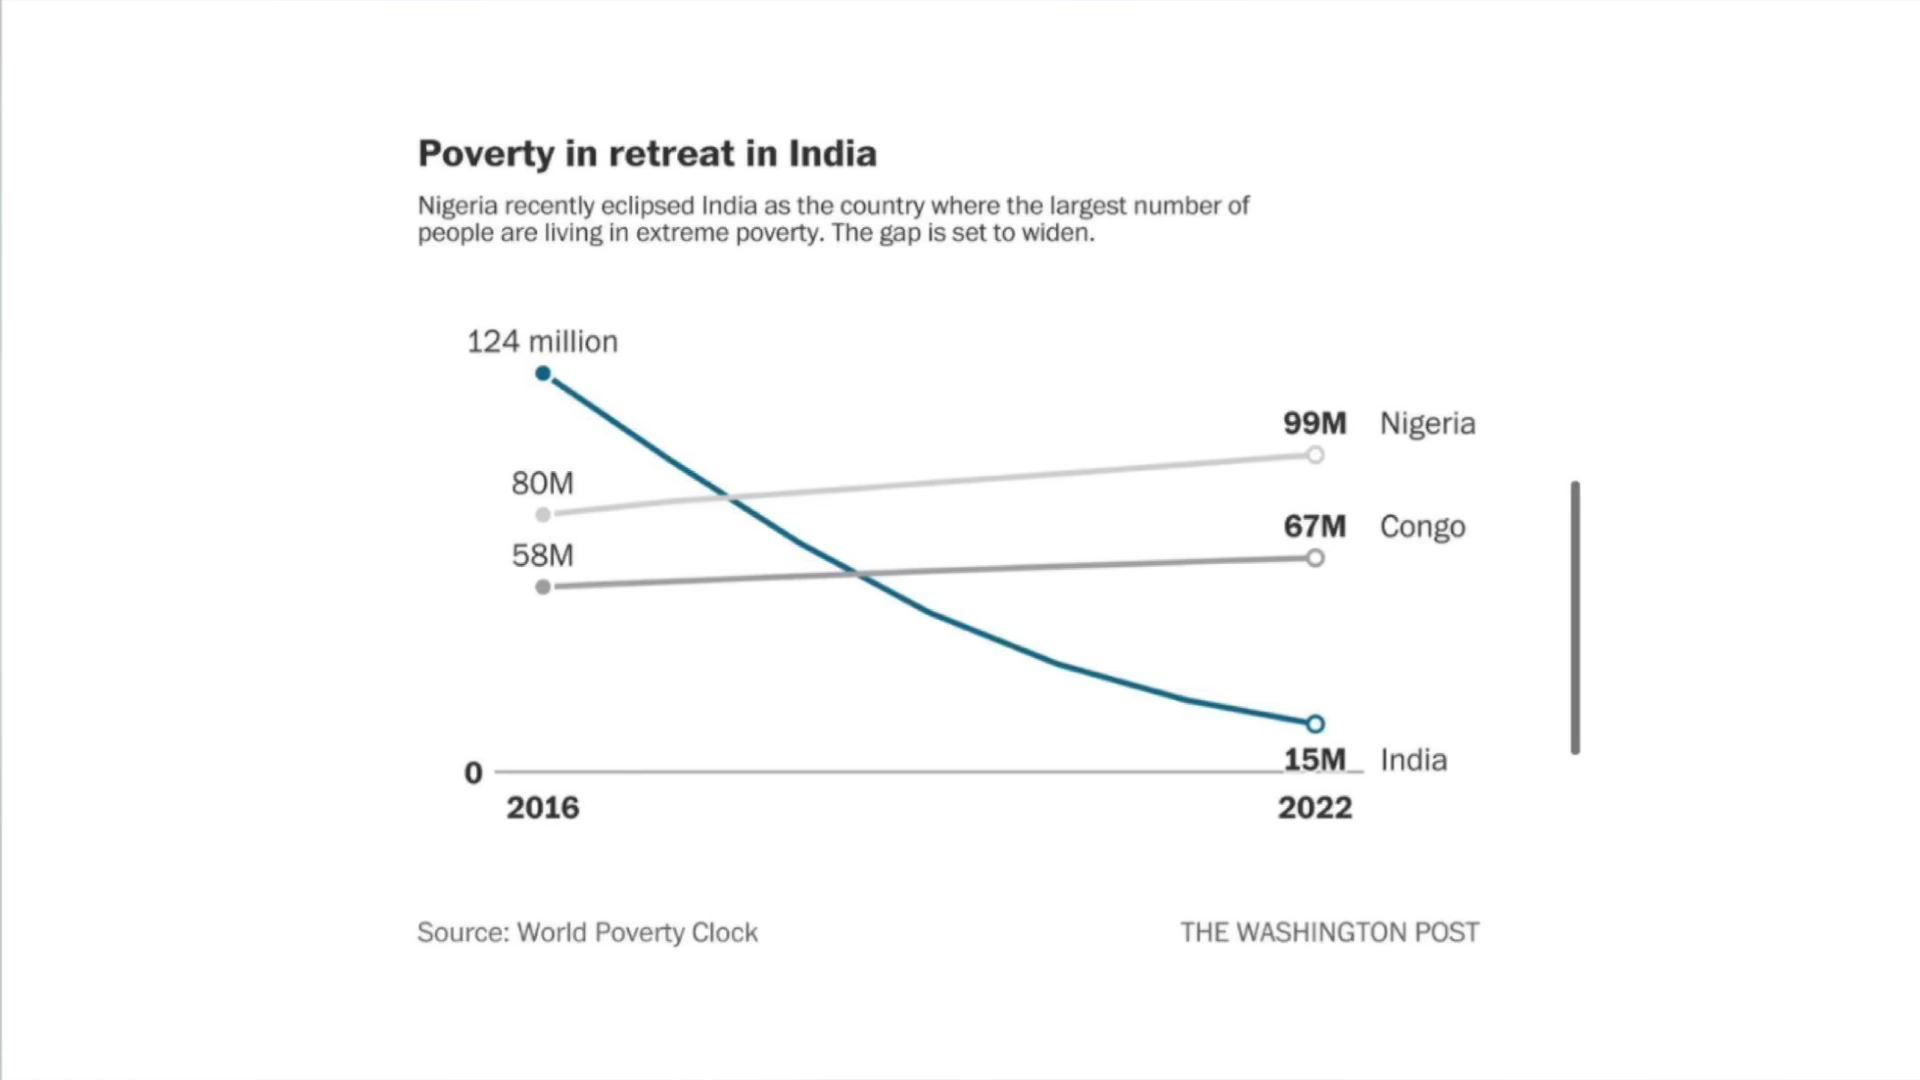 Poverty in retreat in India
Nigeria recently eclipsed India as the country where the largest number of
people are living in extreme poverty. The gap is set to widen.
124 million
99M Nigeria
80M
67M Congo
58M
15M India
0
2016 2022
Source: World Poverty Clock THE WASHINGTON POST